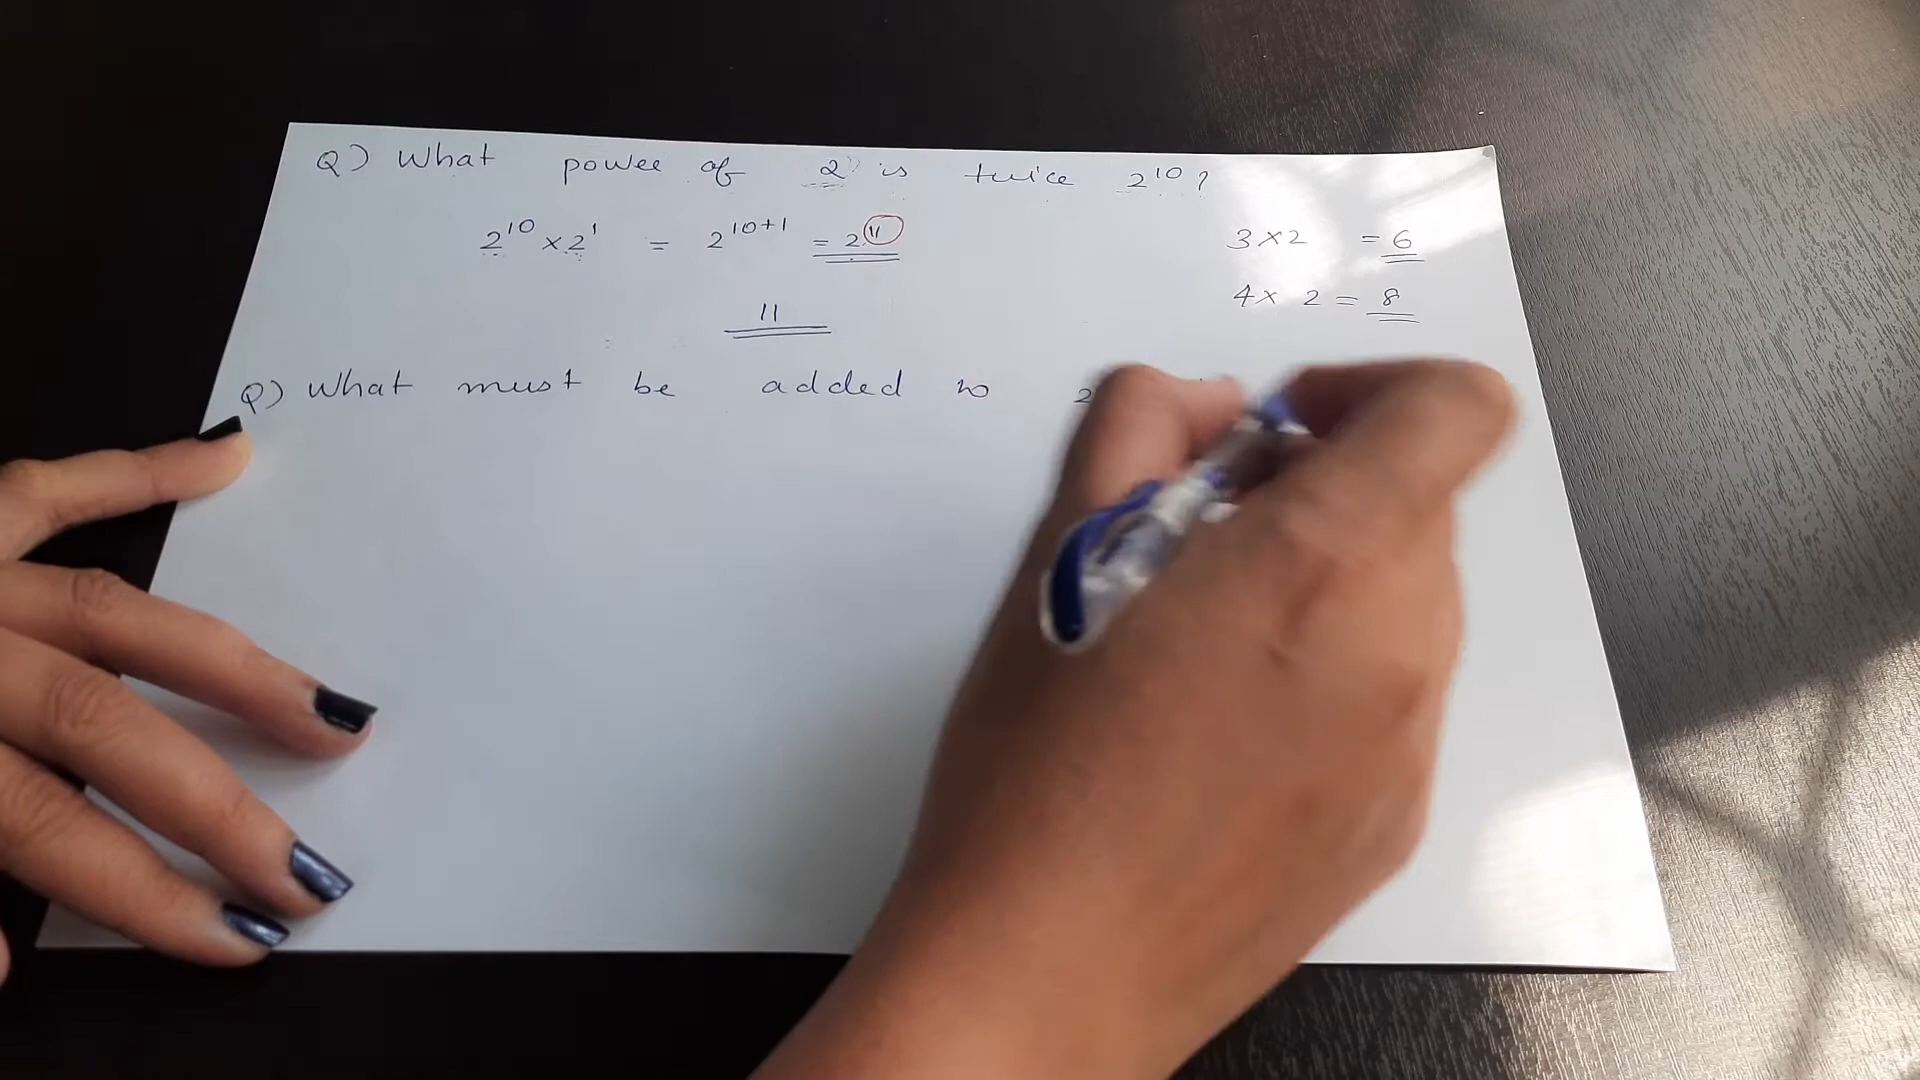 Q) What power of 2 is twice 2¹⁰?
2¹⁰ × 2¹ = 2¹⁰⁺¹ = 2¹¹
3 × 2 = 6
4 × 2 = 8
11
Q) What must be added to 2